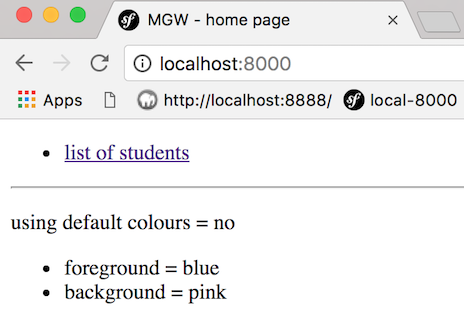 MGW - home page
localhost:8000
Apps
http://localhost:8888/
local-8000
list of students
using default colours = no
foreground = blue
background = pink